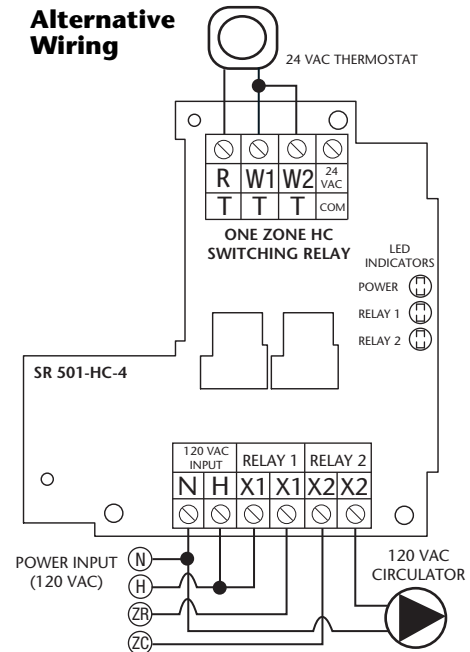 Alternative
Wiring
24 VAC THERMOSTAT
R W1 W2 24 VAC
T T T COM
ONE ZONE HC
SWITCHING RELAY
LED
INDICATORS
POWER
RELAY 1
RELAY 2
SR 501-HC-4
120 VAC
INPUT RELAY 1 RELAY 2
N H X1 X1 X2 X2
POWER INPUT
(120 VAC)
N
H
ZR
ZC
120 VAC
CIRCULATOR